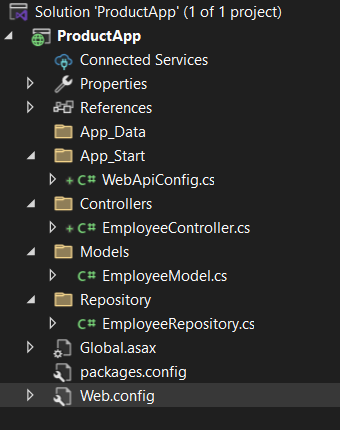 Solution 'ProductApp' (1 of 1 project)
ProductApp
Connected Services
Properties
References
App_Data
App_Start
+ C# WebApiConfig.cs
Controllers
+ C# EmployeeController.cs
Models
C# EmployeeModel.cs
Repository
C# EmployeeRepository.cs
Global.asax
packages.config
Web.config